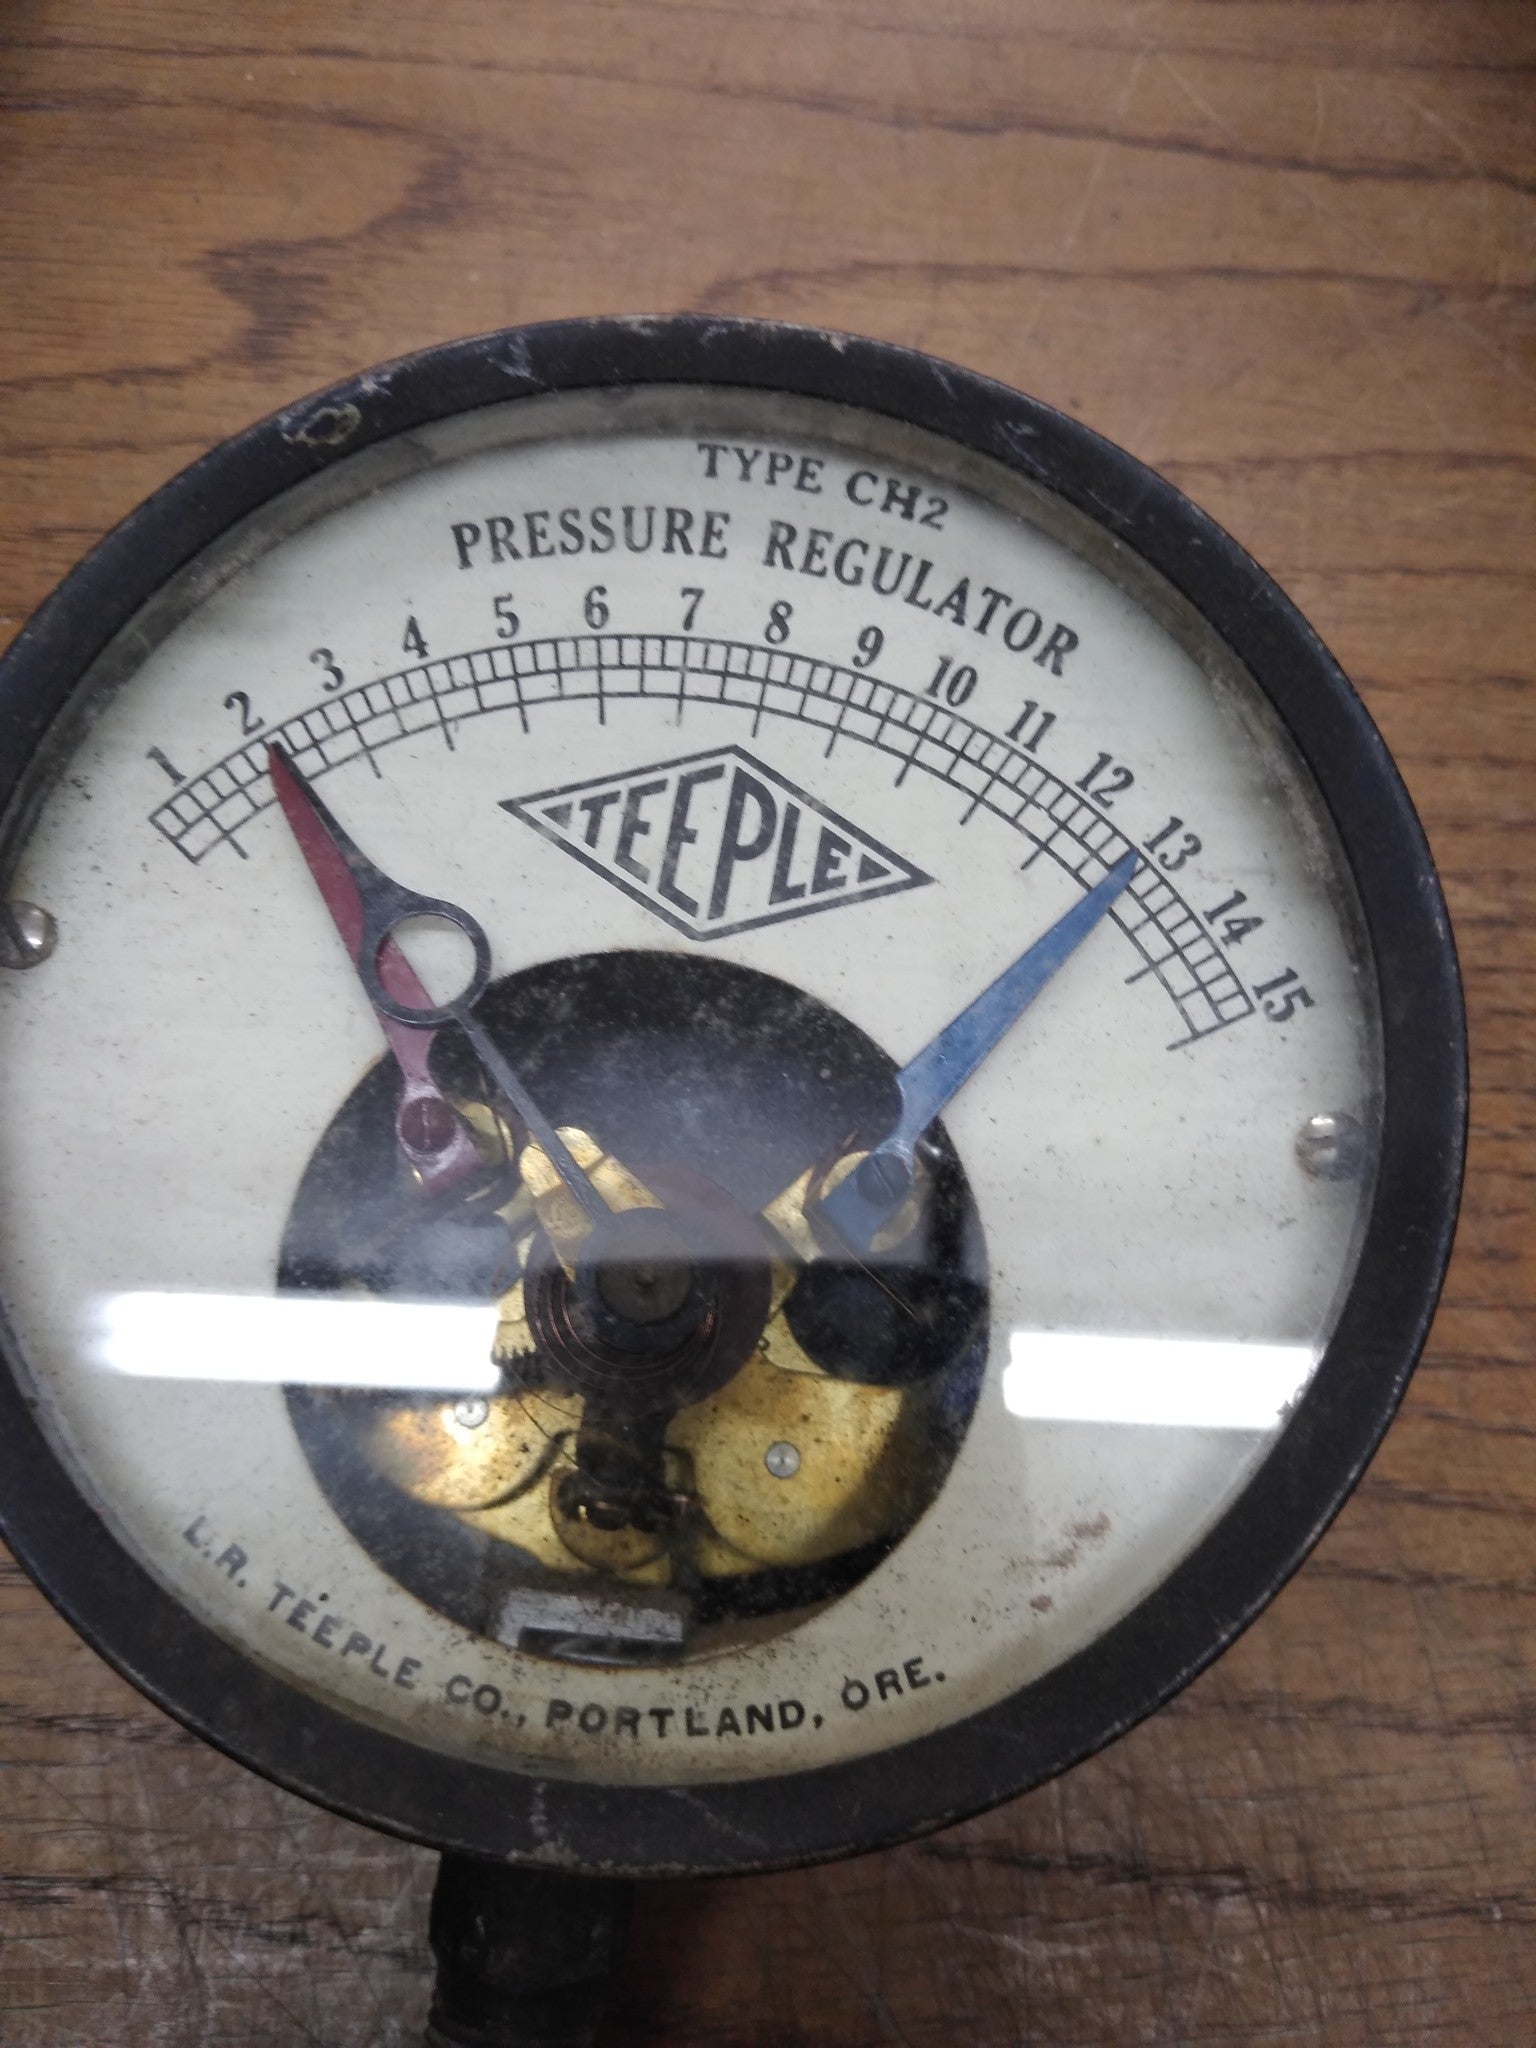 TYPE CH2
PRESSURE REGULATOR
1 2 3 4 5 6 7 8 9 10 11 12 13 14 15
TEEPLE
L.R. TEEPLE CO., PORTLAND, ORE.